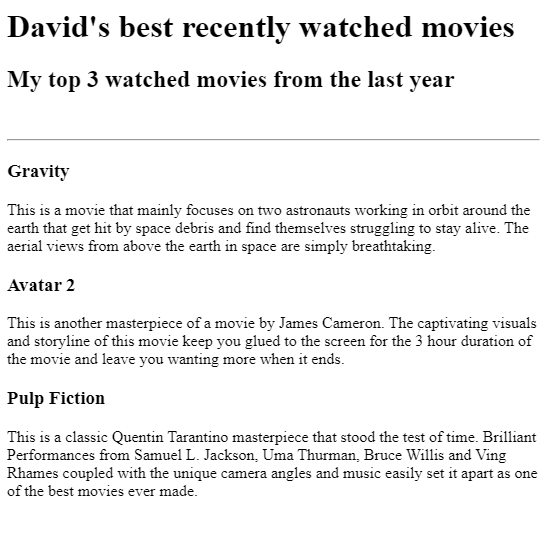 David's best recently watched movies
My top 3 watched movies from the last year
Gravity
This is a movie that mainly focuses on two astronauts working in orbit around the
earth that get hit by space debris and find themselves struggling to stay alive. The
aerial views from above the earth in space are simply breathtaking.
Avatar 2
This is another masterpiece of a movie by James Cameron. The captivating visuals
and storyline of this movie keep you glued to the screen for the 3 hour duration of
the movie and leave you wanting more when it ends.
Pulp Fiction
This is a classic Quentin Tarantino masterpiece that stood the test of time. Brilliant
Performances from Samuel L. Jackson, Uma Thurman, Bruce Willis and Ving
Rhames coupled with the unique camera angles and music easily set it apart as one
of the best movies ever made.